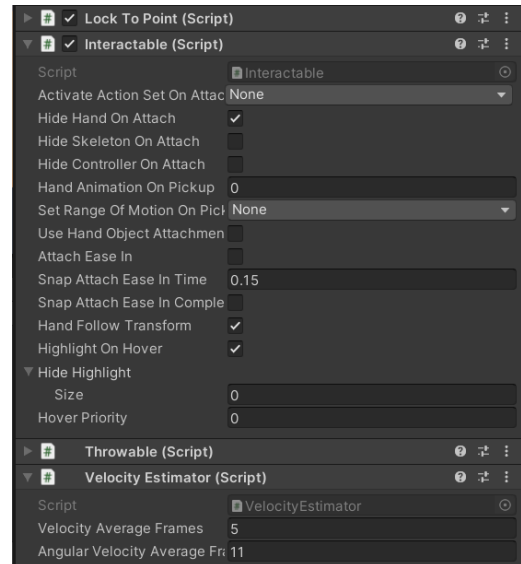 Lock To Point (Script)
Interactable (Script)
Script Interactable
Activate Action Set On Attac None
Hide Hand On Attach
Hide Skeleton On Attach
Hide Controller On Attach
Hand Animation On Pickup 0
Set Range Of Motion On Pick None
Use Hand Object Attachmen
Attach Ease In
Snap Attach Ease In Time 0.15
Snap Attach Ease In Comple
Hand Follow Transform
Highlight On Hover
Hide Highlight
Size 0
Hover Priority 0
Throwable (Script)
Velocity Estimator (Script)
Script VelocityEstimator
Velocity Average Frames 5
Angular Velocity Average Fra 11